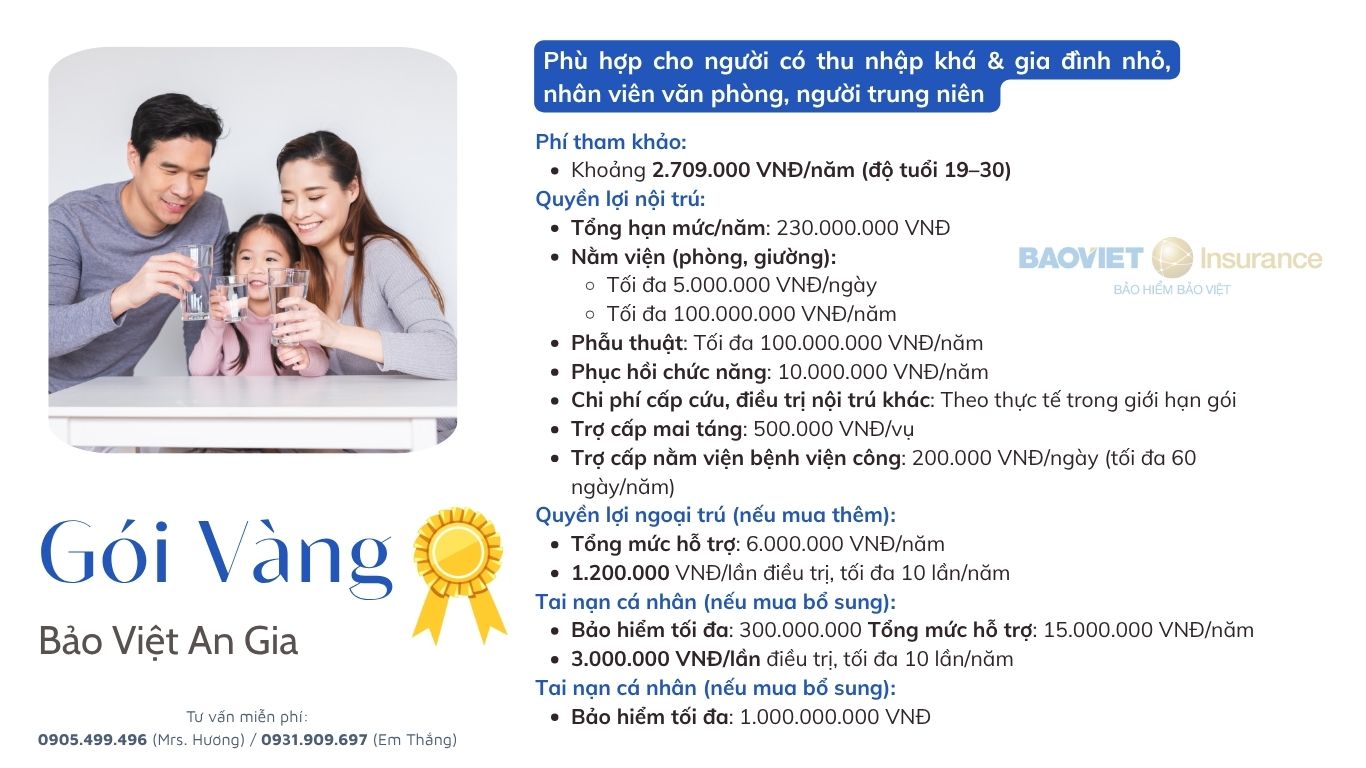 Phù hợp cho người có thu nhập khá & gia đình nhỏ,
nhân viên văn phòng, người trung niên
Phí tham khảo:
• Khoảng 2.709.000 VNĐ/năm (độ tuổi 19–30)
Quyền lợi nội trú:
• Tổng hạn mức/năm: 230.000.000 VNĐ
• Nằm viện (phòng, giường):
◦ Tối đa 5.000.000 VNĐ/ngày
◦ Tối đa 100.000.000 VNĐ/năm
• Phẫu thuật: Tối đa 100.000.000 VNĐ/năm
• Phục hồi chức năng: 10.000.000 VNĐ/năm
• Chi phí cấp cứu, điều trị nội trú khác: Theo thực tế trong giới hạn gói
• Trợ cấp mai táng: 500.000 VNĐ/vụ
• Trợ cấp nằm viện bệnh viện công: 200.000 VNĐ/ngày (tối đa 60
ngày/năm)
Quyền lợi ngoại trú (nếu mua thêm):
• Tổng mức hỗ trợ: 6.000.000 VNĐ/năm
• 1.200.000 VNĐ/lần điều trị, tối đa 10 lần/năm
Tai nạn cá nhân (nếu mua bổ sung):
• Bảo hiểm tối đa: 300.000.000 Tổng mức hỗ trợ: 15.000.000 VNĐ/năm
• 3.000.000 VNĐ/lần điều trị, tối đa 10 lần/năm
Tai nạn cá nhân (nếu mua bổ sung):
• Bảo hiểm tối đa: 1.000.000.000 VNĐ
BAOVIET Insurance
BẢO HIỂM BẢO VIỆT
Gói Vàng
Bảo Việt An Gia
Tư vấn miễn phí:
0905.499.496 (Mrs. Hương) / 0931.909.697 (Em Thắng)